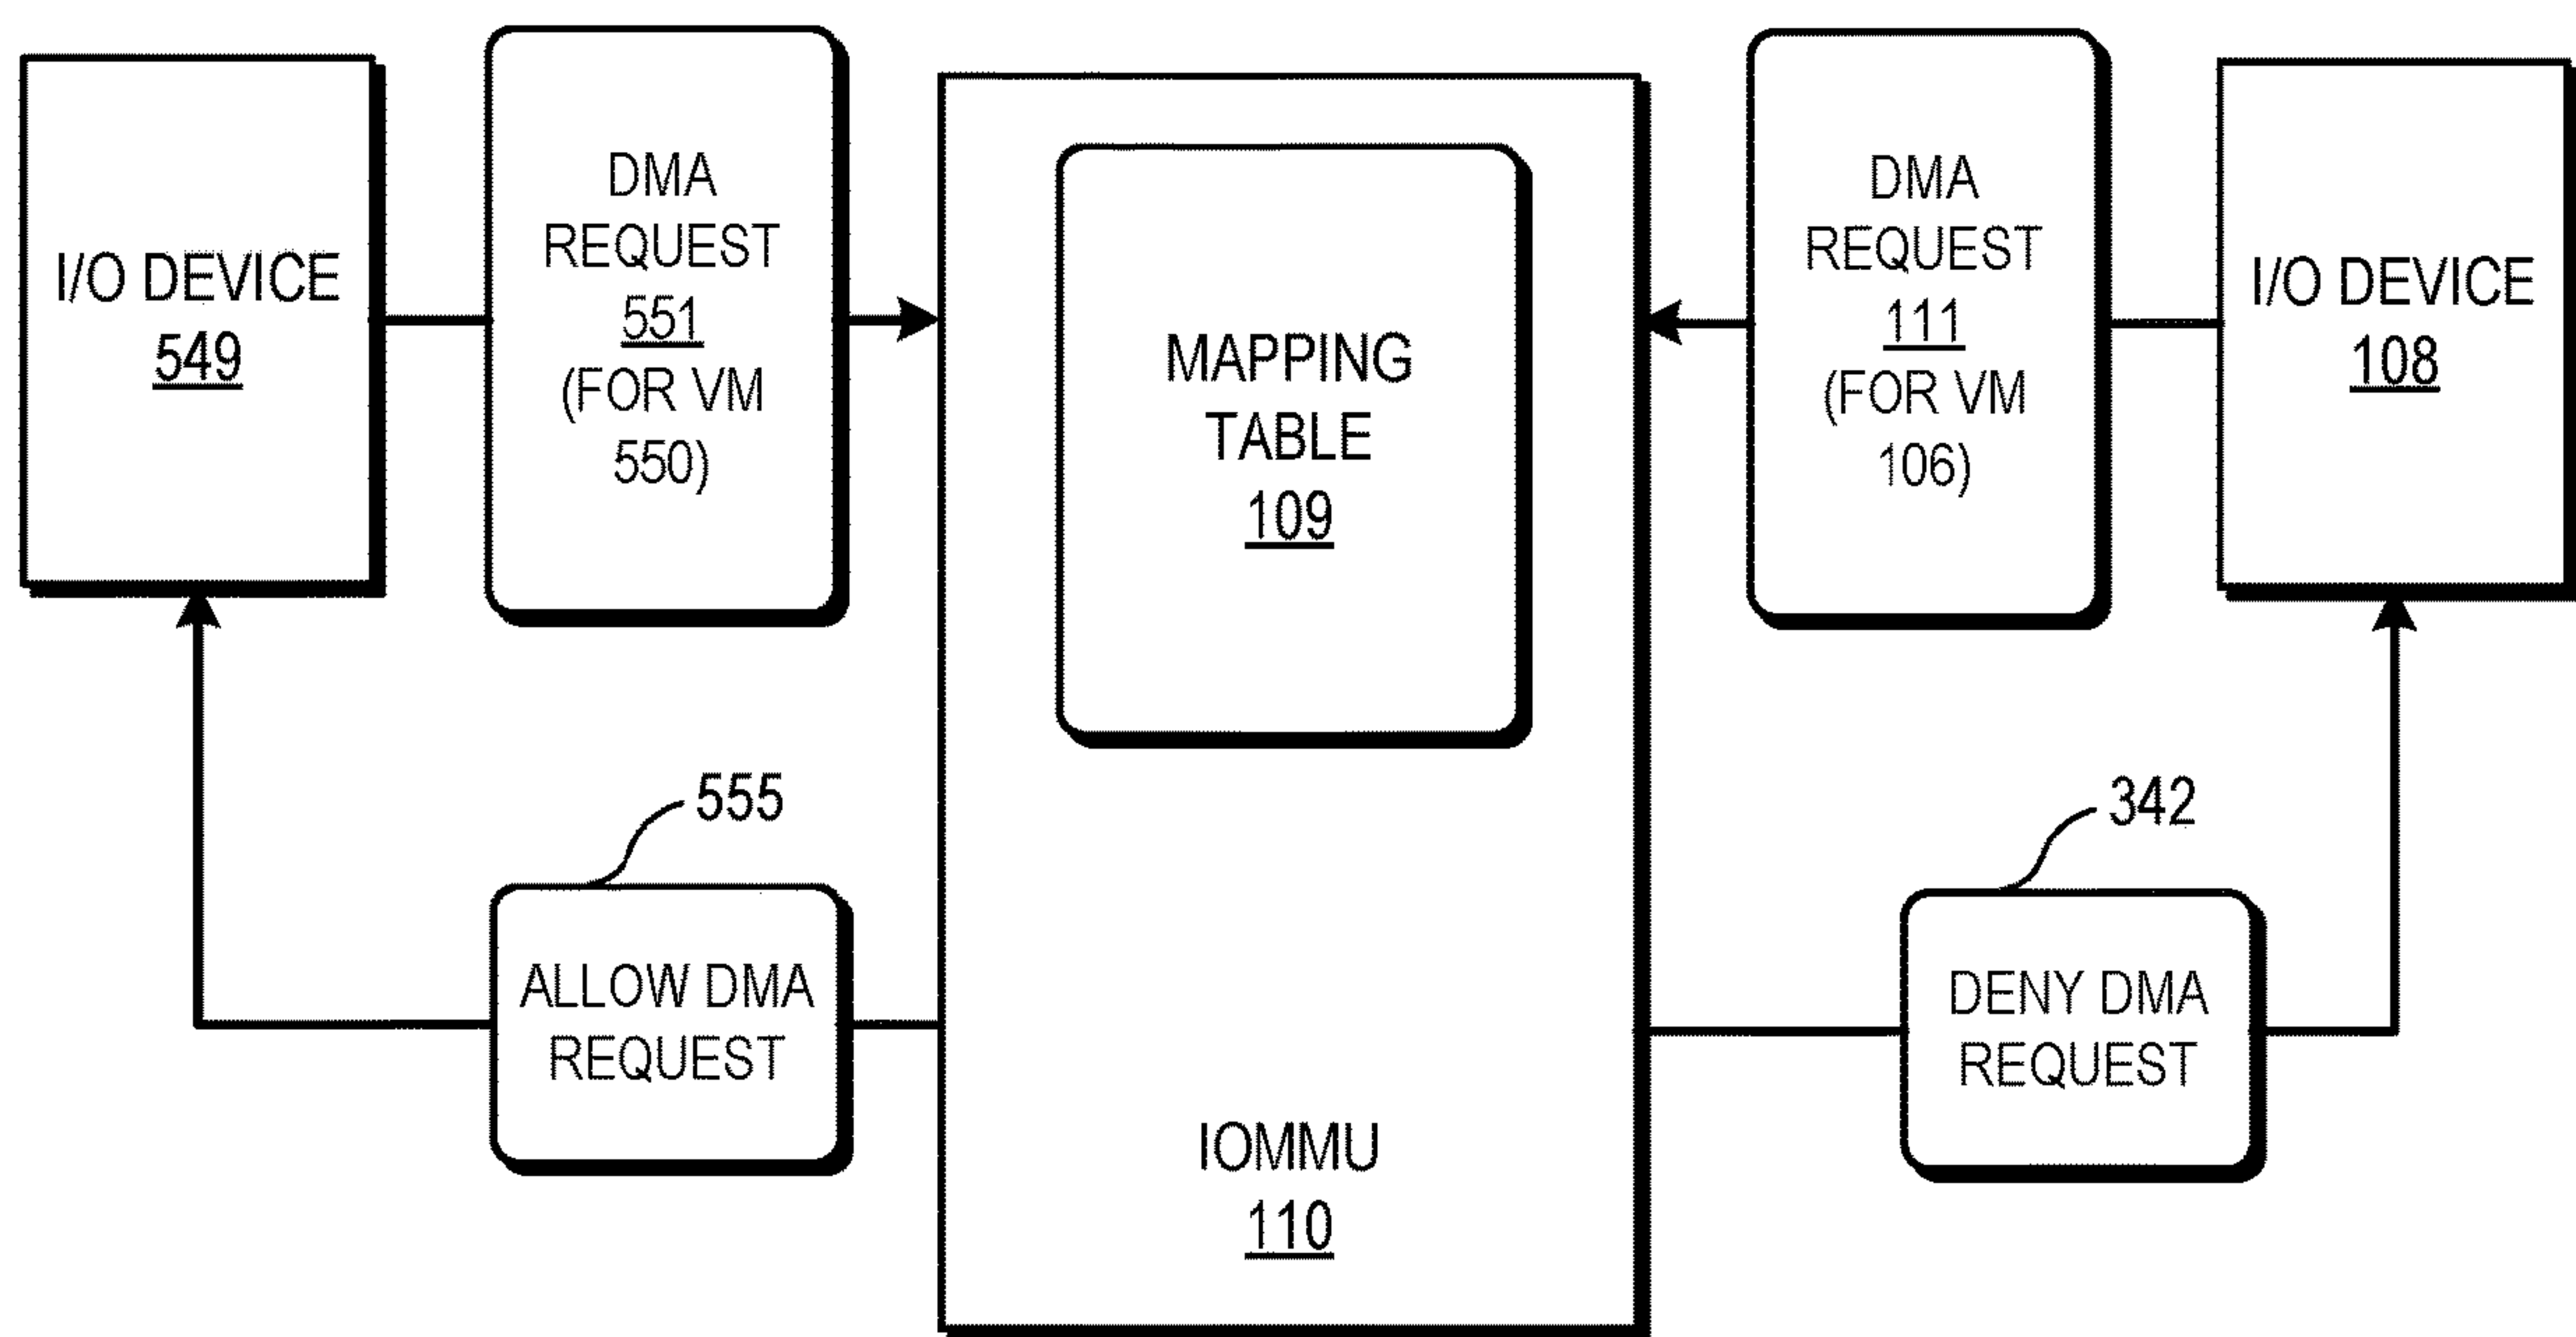 I/O DEVICE
549
DMA
REQUEST
551
(FOR VM
550)
MAPPING
TABLE
109
DMA
REQUEST
111
(FOR VM
106)
I/O DEVICE
108
555
ALLOW DMA
REQUEST
342
DENY DMA
REQUEST
IOMMU
110